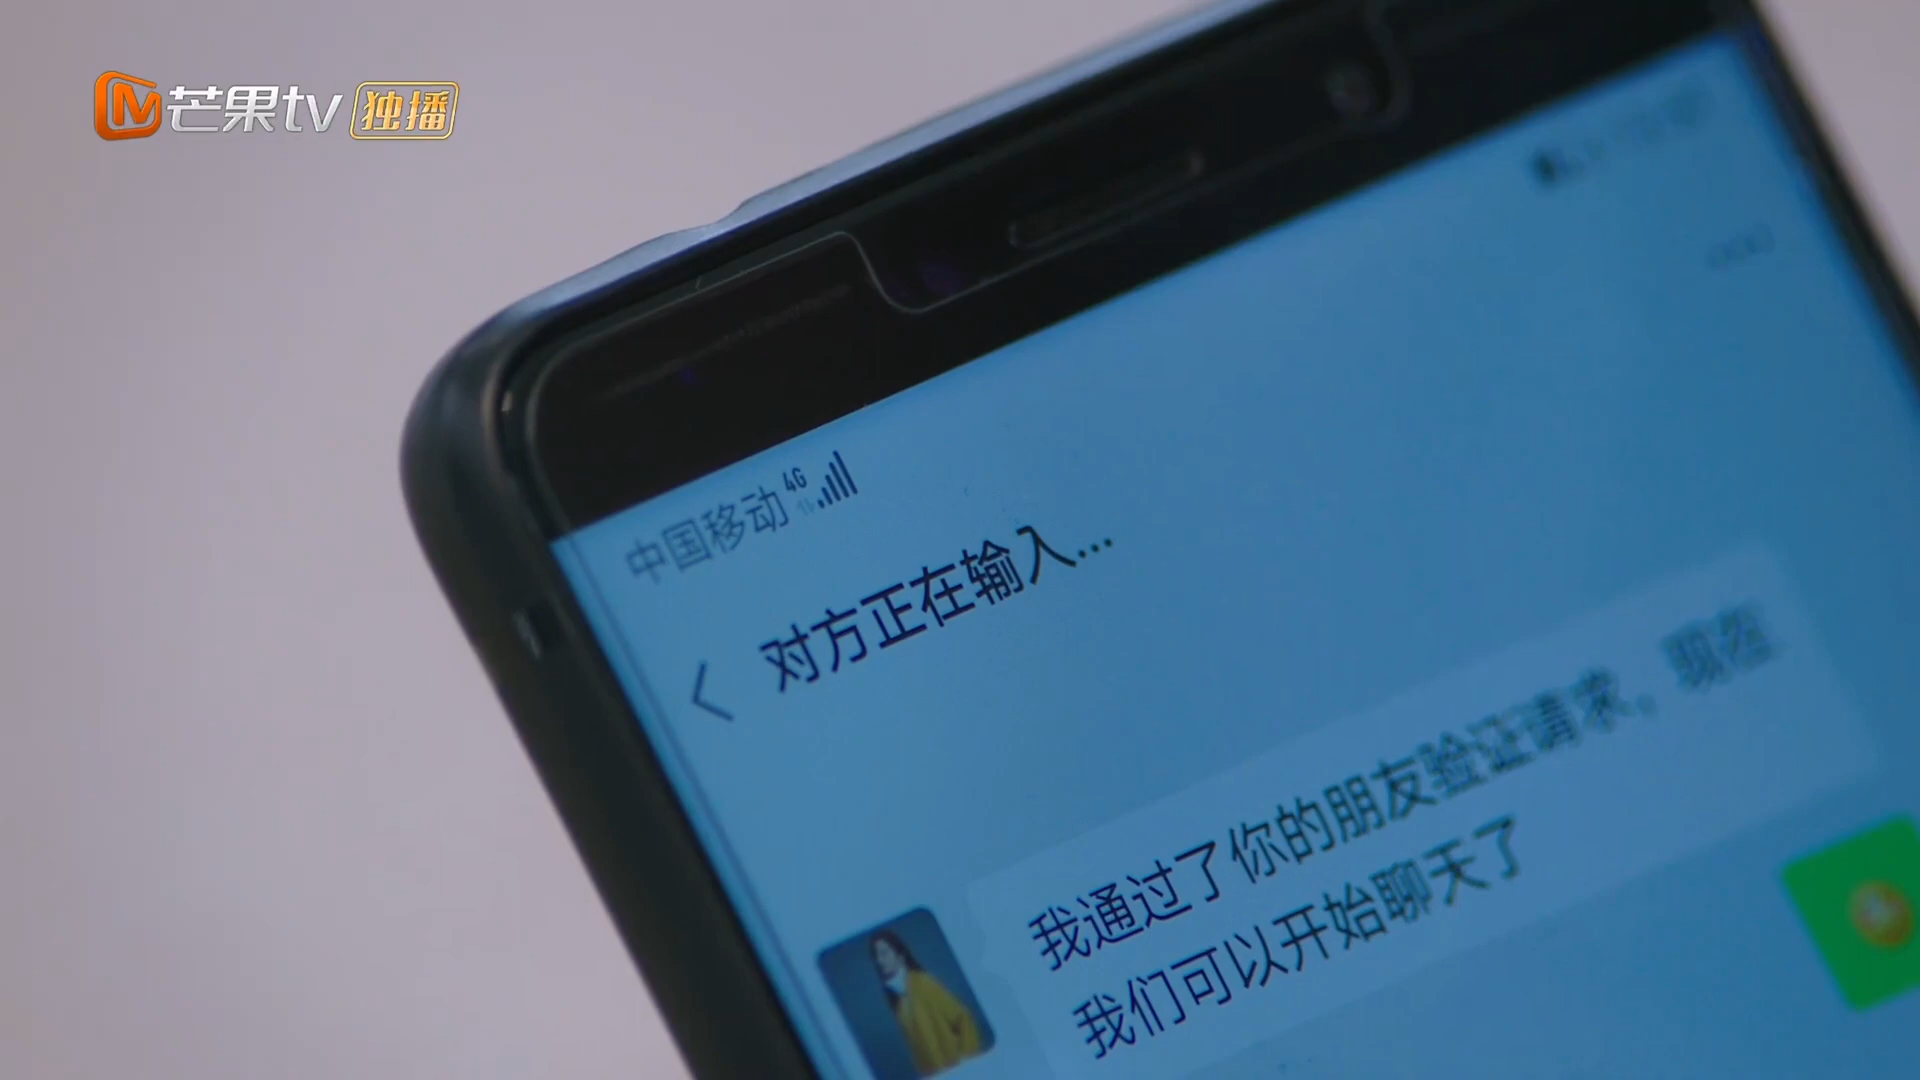 芒果tv 独播
中国移动 4G
对方正在输入...
我通过了你的朋友验证请求，现在
我们可以开始聊天了